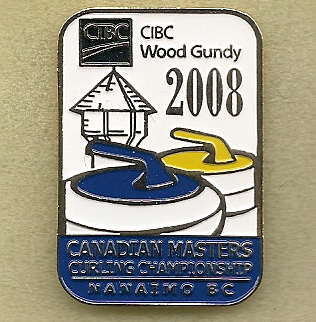 CIBC
CIBC
Wood Gundy
2008
CANADIAN MASTERS
CURLING CHAMPIONSHIP
NANAIMO BC